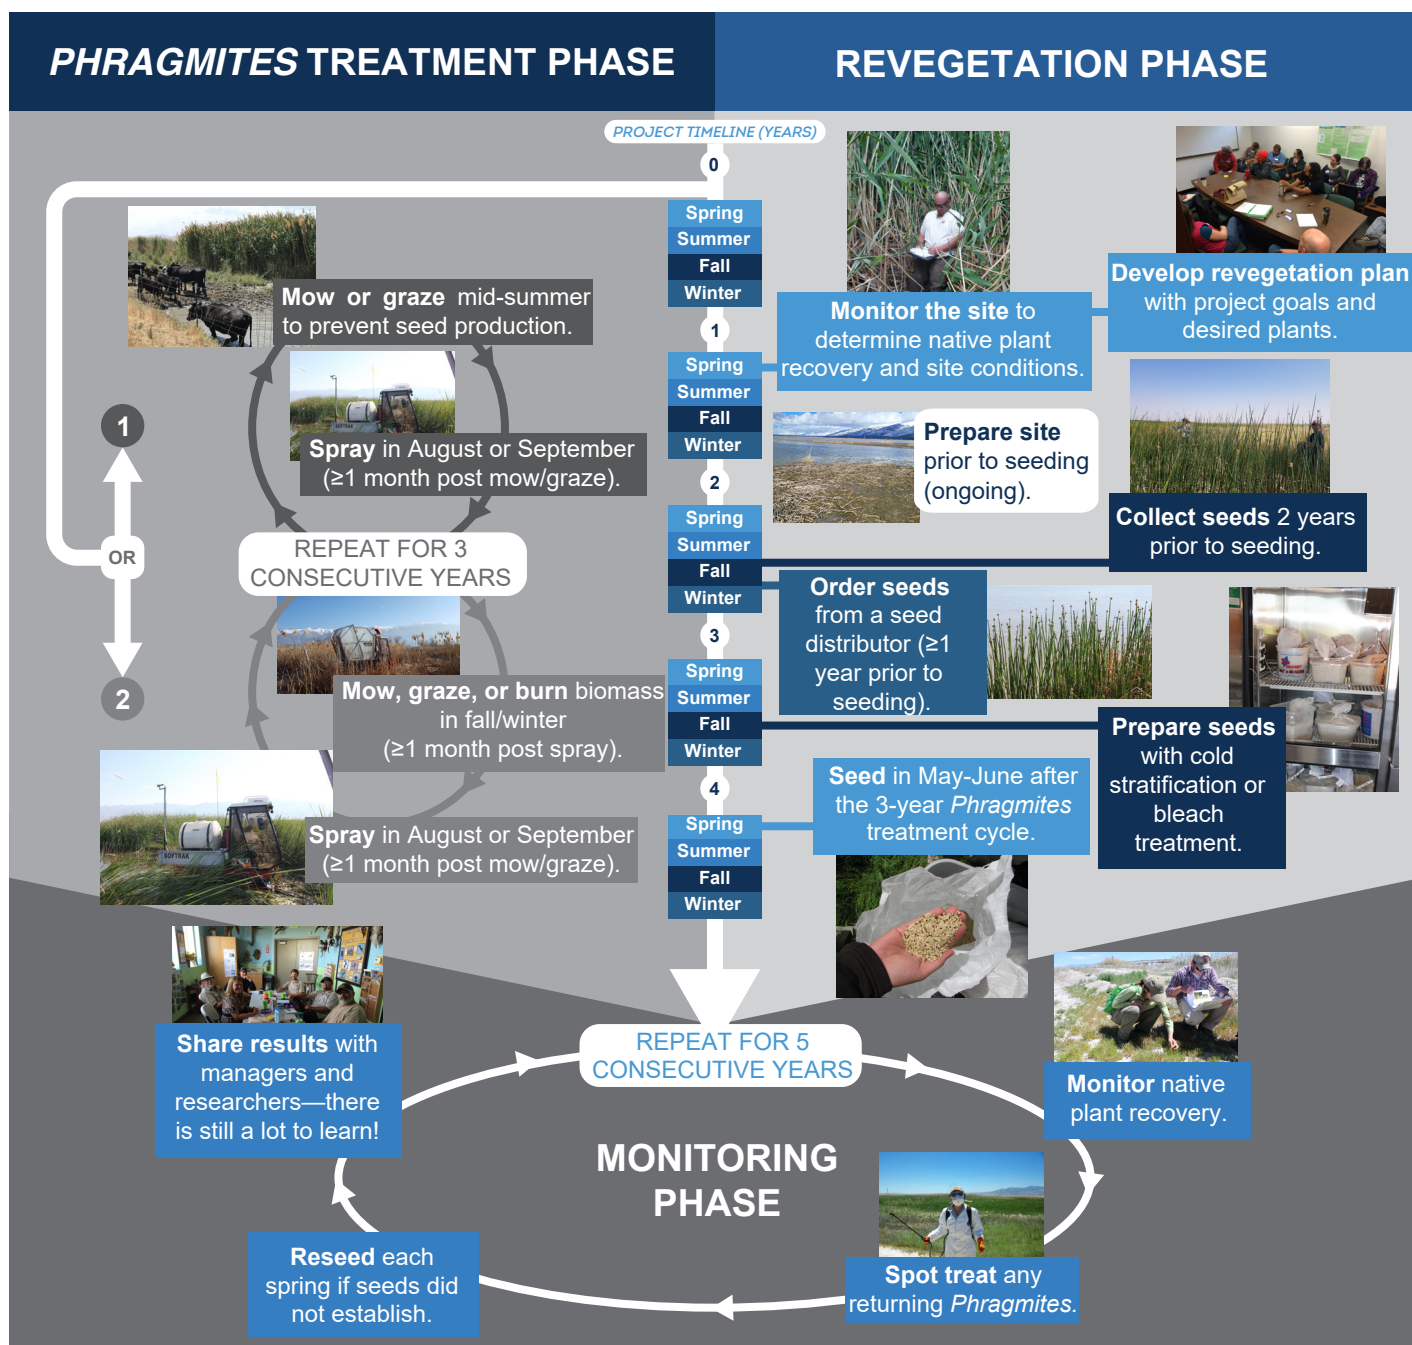 PHRAGMITES TREATMENT PHASE
REVEGETATION PHASE
PROJECT TIMELINE (YEARS)
0
Spring
Summer
Fall
Winter
1
Spring
Summer
Fall
Winter
2
Spring
Summer
Fall
Winter
3
Spring
Summer
Fall
Winter
4
Spring
Summer
Fall
Winter
Mow or graze mid-summer
to prevent seed production.
Spray in August or September
(≥1 month post mow/graze).
1
OR
2
REPEAT FOR 3
CONSECUTIVE YEARS
Mow, graze, or burn biomass
in fall/winter
(≥1 month post spray).
SOFTRAK
Spray in August or September
(≥1 month post mow/graze).
Develop revegetation plan
with project goals and
desired plants.
Monitor the site to
determine native plant
recovery and site conditions.
Prepare site
prior to seeding
(ongoing).
Collect seeds 2 years
prior to seeding.
Order seeds
from a seed
distributor (≥1
year prior to
seeding).
Prepare seeds
with cold
stratification or
bleach
treatment.
Seed in May-June after
the 3-year Phragmites
treatment cycle.
REPEAT FOR 5
CONSECUTIVE YEARS
MONITORING
PHASE
Monitor native
plant recovery.
Spot treat any
returning Phragmites.
Reseed each
spring if seeds did
not establish.
Share results with
managers and
researchers—there
is still a lot to learn!